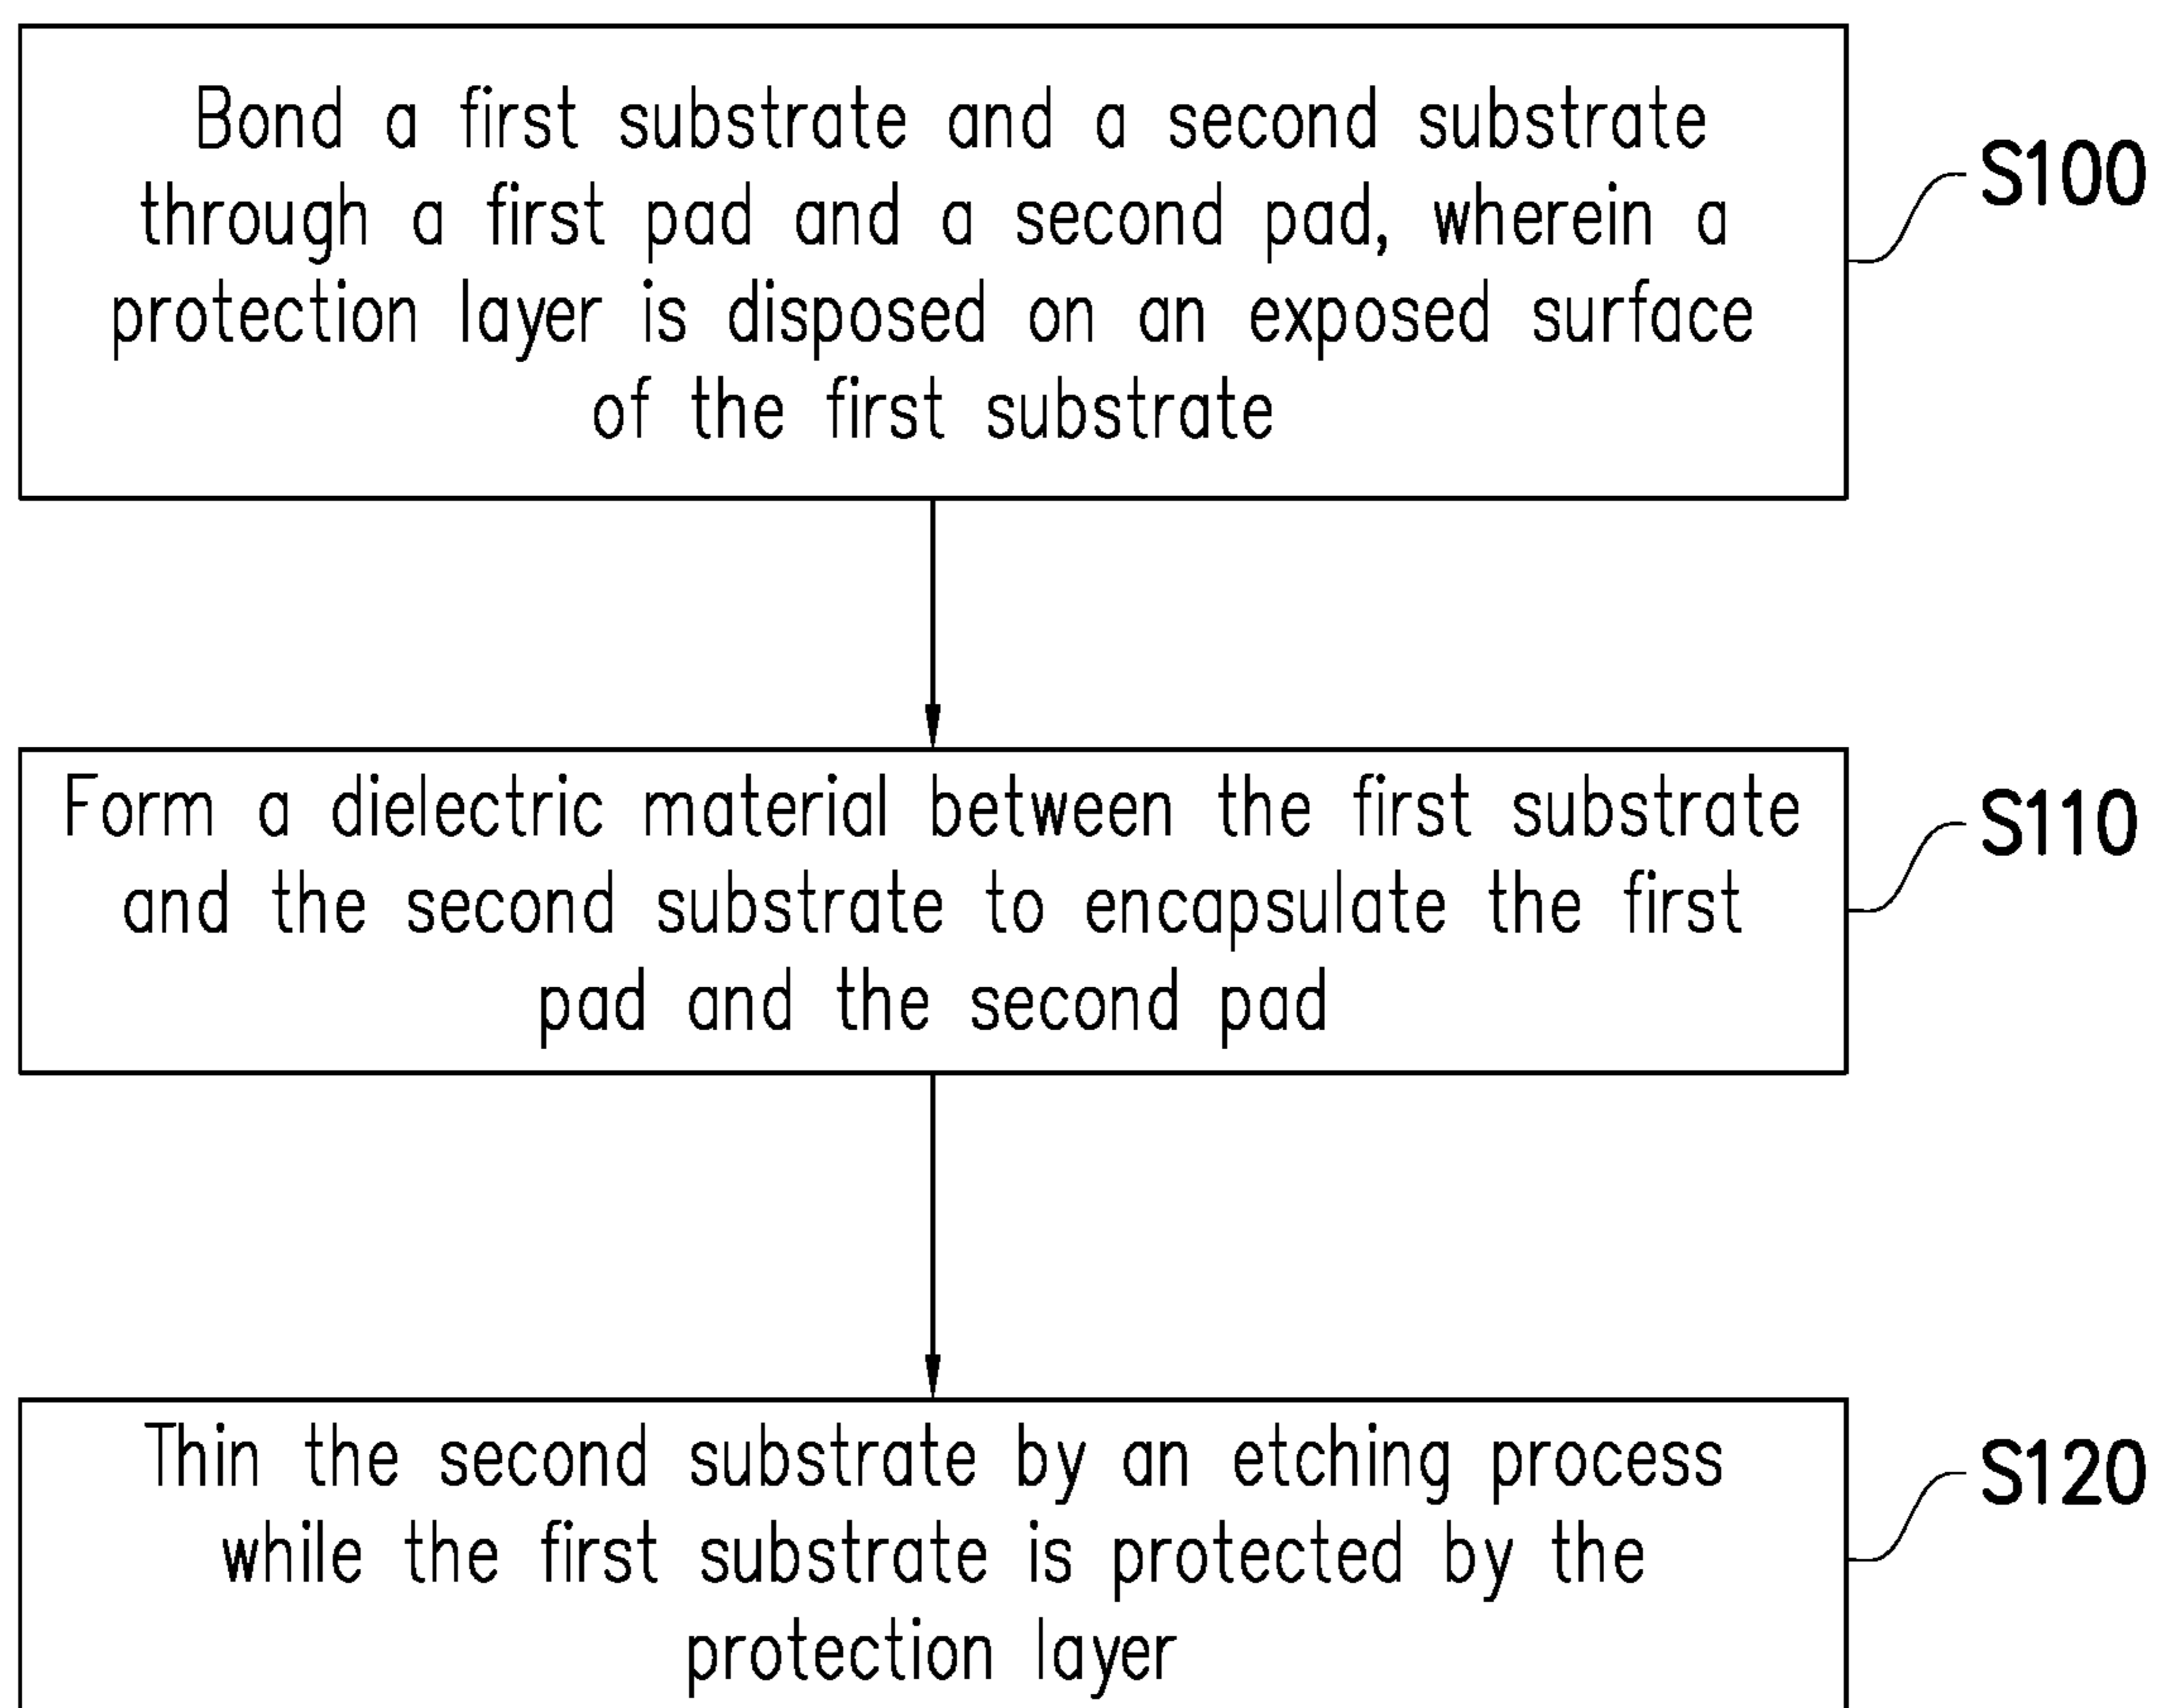 Bond a first substrate and a second substrate
through a first pad and a second pad, wherein a
protection layer is disposed on an exposed surface
of the first substrate
S100
Form a dielectric material between the first substrate
and the second substrate to encapsulate the first
pad and the second pad
S110
Thin the second substrate by an etching process
while the first substrate is protected by the
protection layer
S120